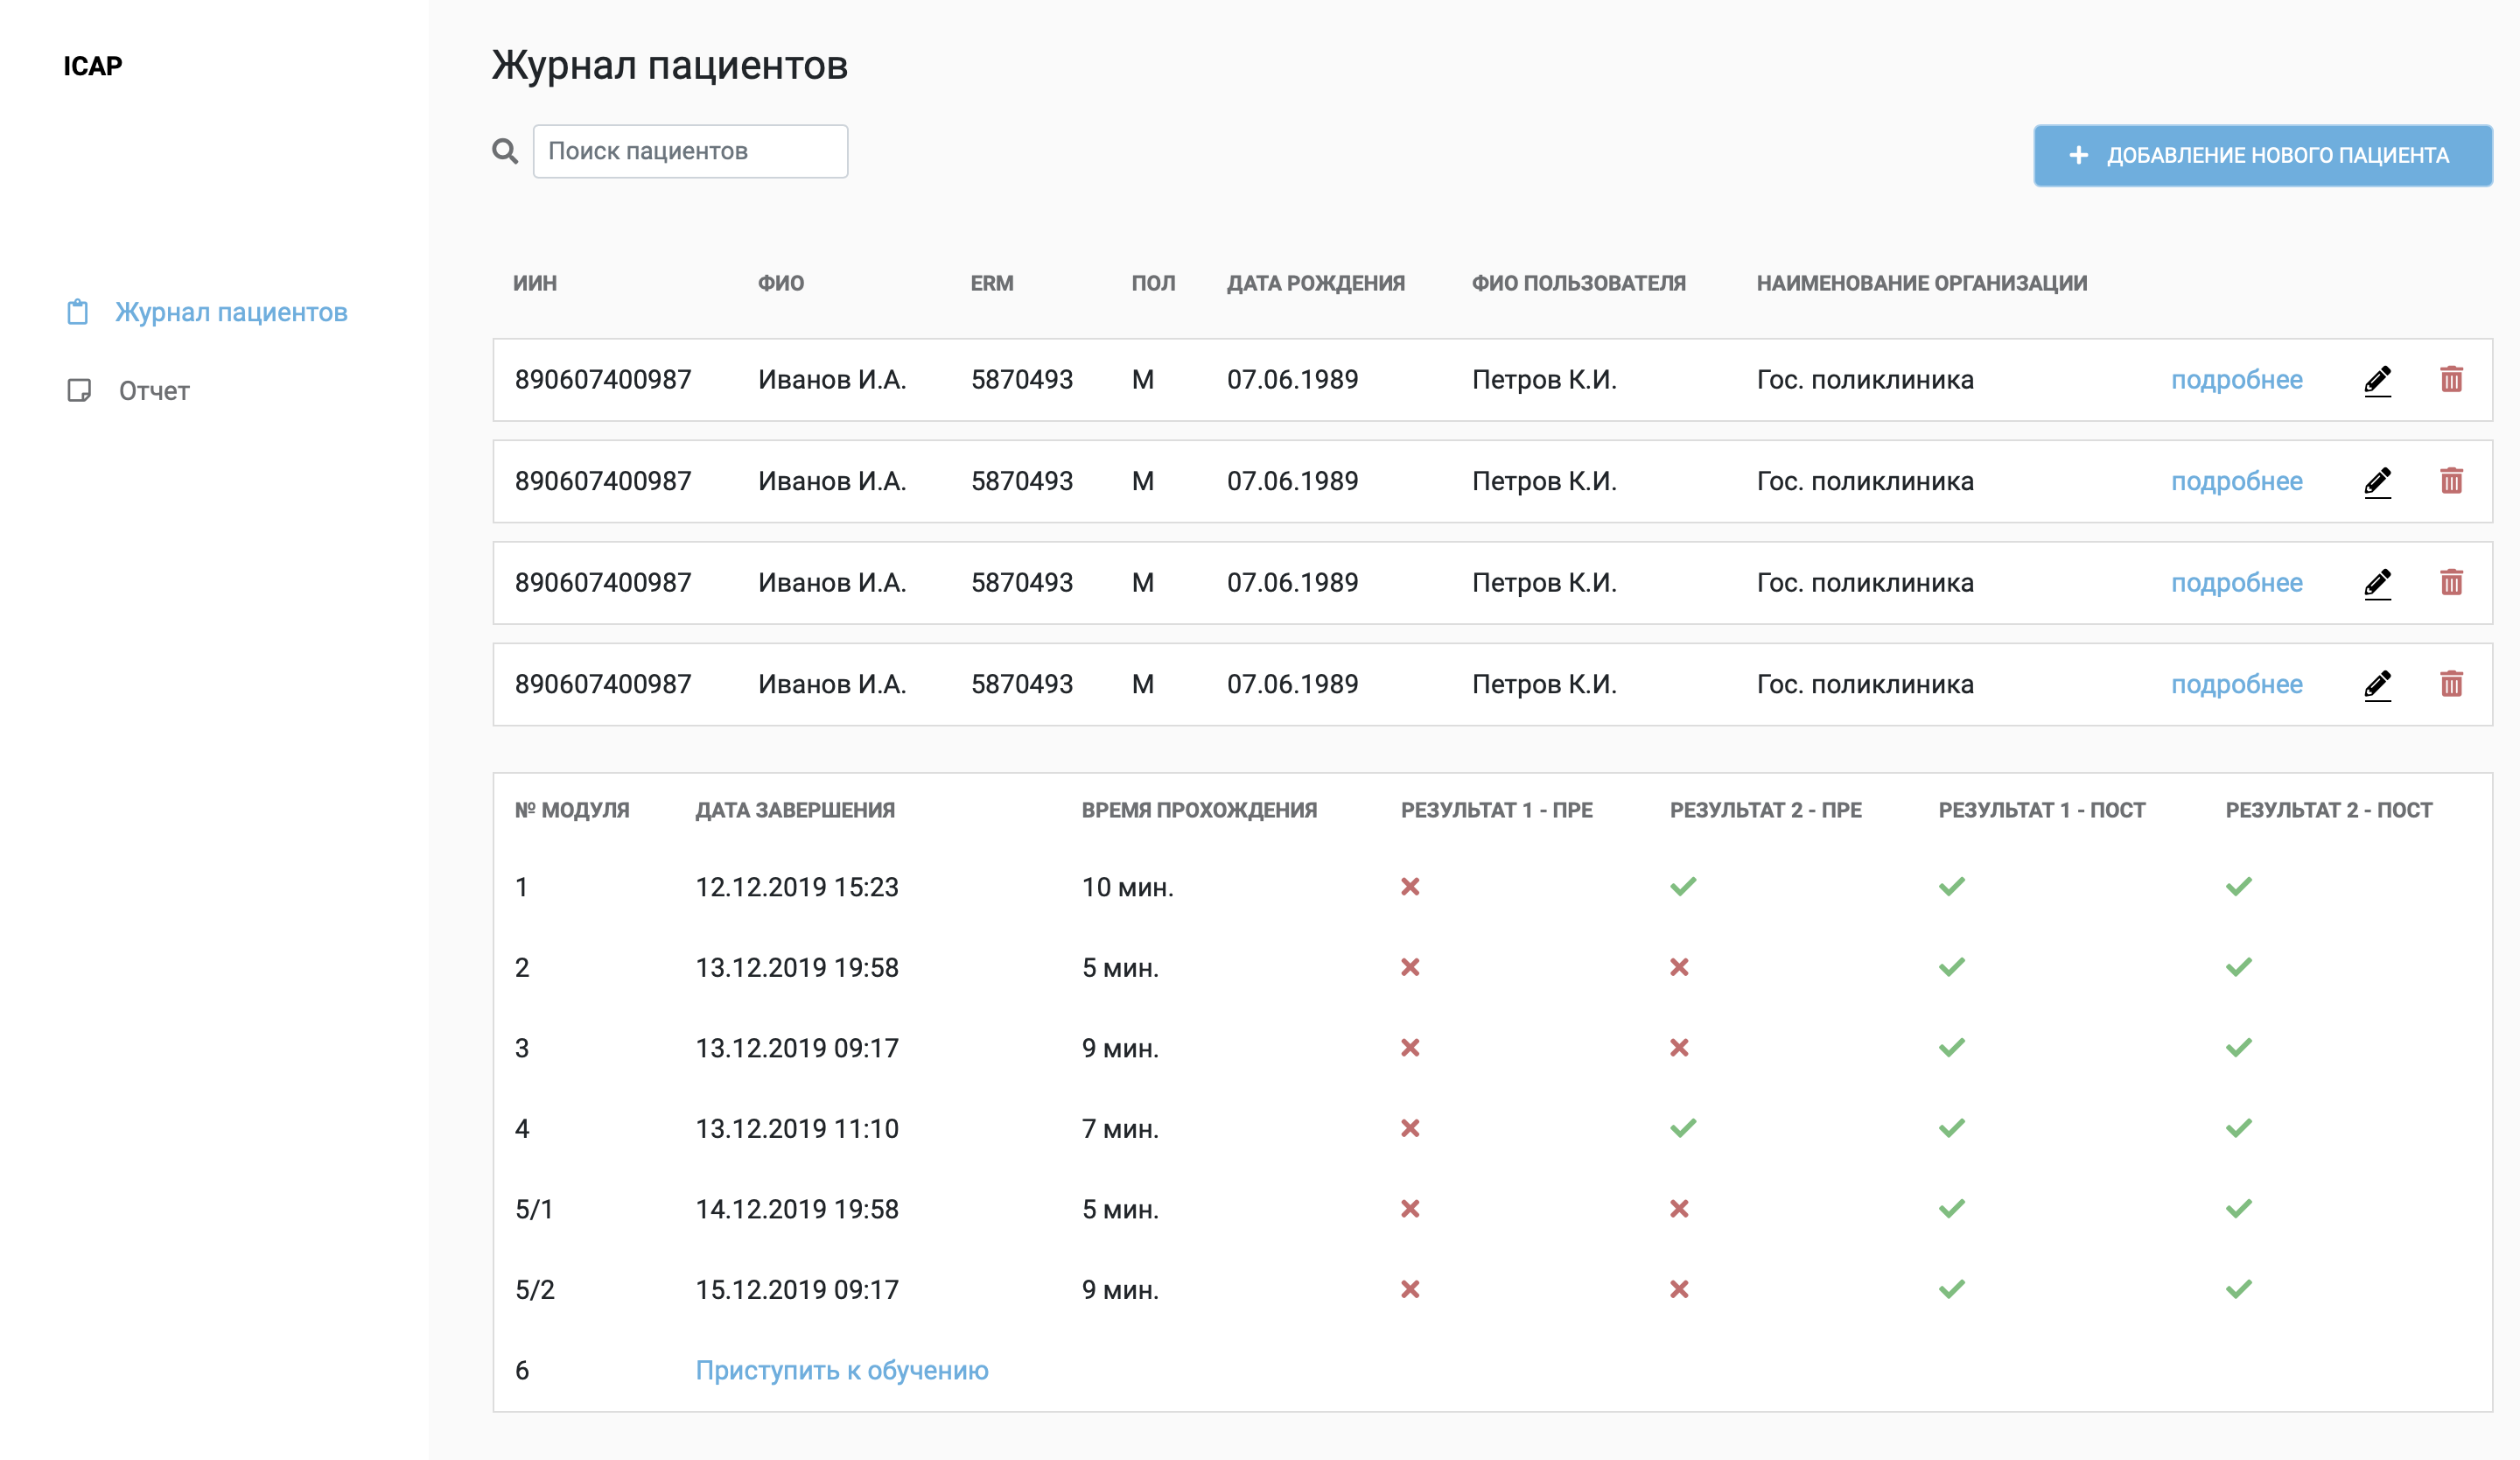 ICAP
Журнал пациентов
Отчет
Журнал пациентов
Поиск пациентов
ДОБАВЛЕНИЕ НОВОГО ПАЦИЕНТА
ИИН ФИО ERM ПОЛ ДАТА РОЖДЕНИЯ ФИО ПОЛЬЗОВАТЕЛЯ НАИМЕНОВАНИЕ ОРГАНИЗАЦИИ
890607400987 Иванов И.А. 5870493 М 07.06.1989 Петров К.И. Гос. поликлиника подробнее
890607400987 Иванов И.А. 5870493 М 07.06.1989 Петров К.И. Гос. поликлиника подробнее
890607400987 Иванов И.А. 5870493 М 07.06.1989 Петров К.И. Гос. поликлиника подробнее
890607400987 Иванов И.А. 5870493 М 07.06.1989 Петров К.И. Гос. поликлиника подробнее
№ МОДУЛЯ ДАТА ЗАВЕРШЕНИЯ ВРЕМЯ ПРОХОЖДЕНИЯ РЕЗУЛЬТАТ 1 - ПРЕ РЕЗУЛЬТАТ 2 - ПРЕ РЕЗУЛЬТАТ 1 - ПОСТ РЕЗУЛЬТАТ 2 - ПОСТ
1 12.12.2019 15:23 10 мин.
2 13.12.2019 19:58 5 мин.
3 13.12.2019 09:17 9 мин.
4 13.12.2019 11:10 7 мин.
5/1 14.12.2019 19:58 5 мин.
5/2 15.12.2019 09:17 9 мин.
6 Приступить к обучению